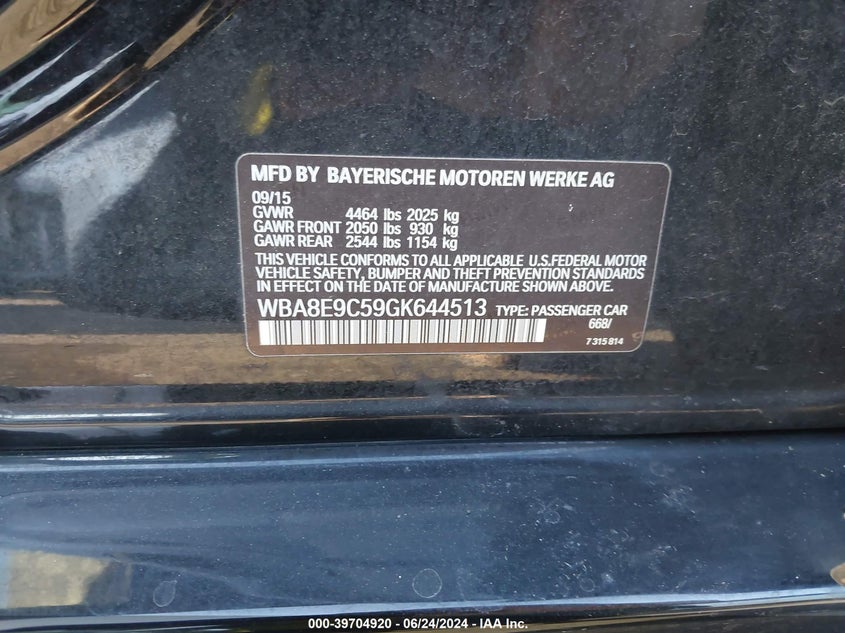 MFD BY BAYERISCHE MOTOREN WERKE AG
09/15
GVWR 4464 lbs 2025 kg
GAWR FRONT 2050 lbs 930 kg
GAWR REAR 2544 lbs 1154 kg
THIS VEHICLE CONFORMS TO ALL APPLICABLE U.S.FEDERAL MOTOR
VEHICLE SAFETY, BUMPER AND THEFT PREVENTION STANDARDS
IN EFFECT ON THE DATE OF MANUFACTURE SHOWN ABOVE.
WBA8E9C59GK644513 TYPE: PASSENGER CAR
668/
7 315 814
000-39704920 - 06/24/2024 - IAA Inc.